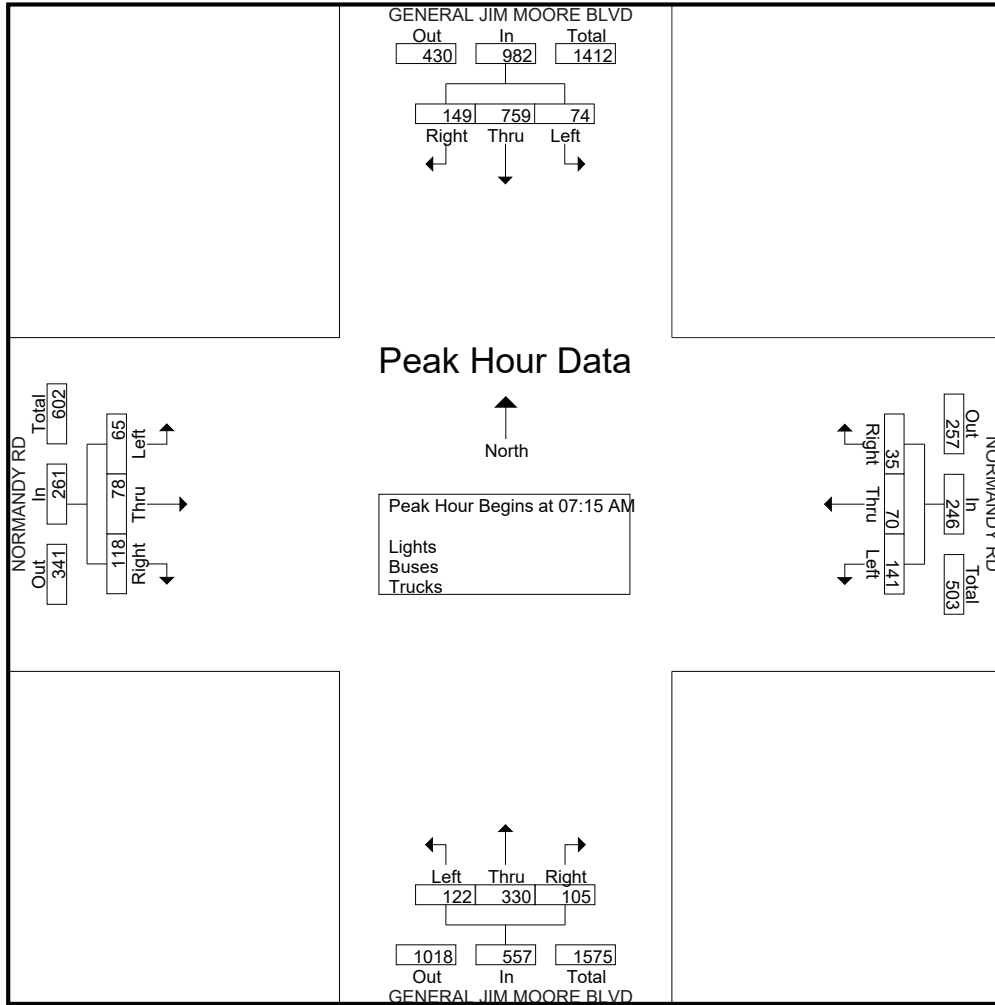 GENERAL JIM MOORE BLVD
Out In Total
430 982 1412
149 759 74
Right Thru Left
Peak Hour Data
North
Peak Hour Begins at 07:15 AM
Lights
Buses
Trucks
NORMANDY RD
Total In Out
602 261 341
65 78 118
Left Thru Right
Right Thru Left
35 70 141
Out In Total
257 246 503
NORMANDY RD
Left Thru Right
122 330 105
1018 557 1575
Out In Total
GENERAL JIM MOORE BLVD